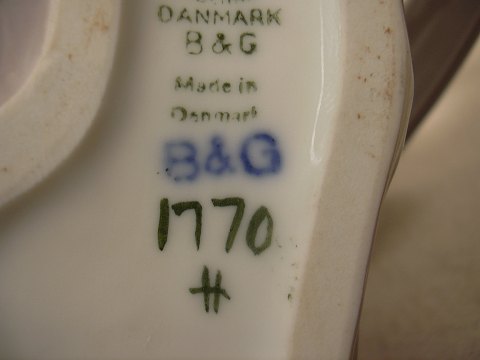 DANMARK
B & G
Made in
Denmark
B&G
1770
H